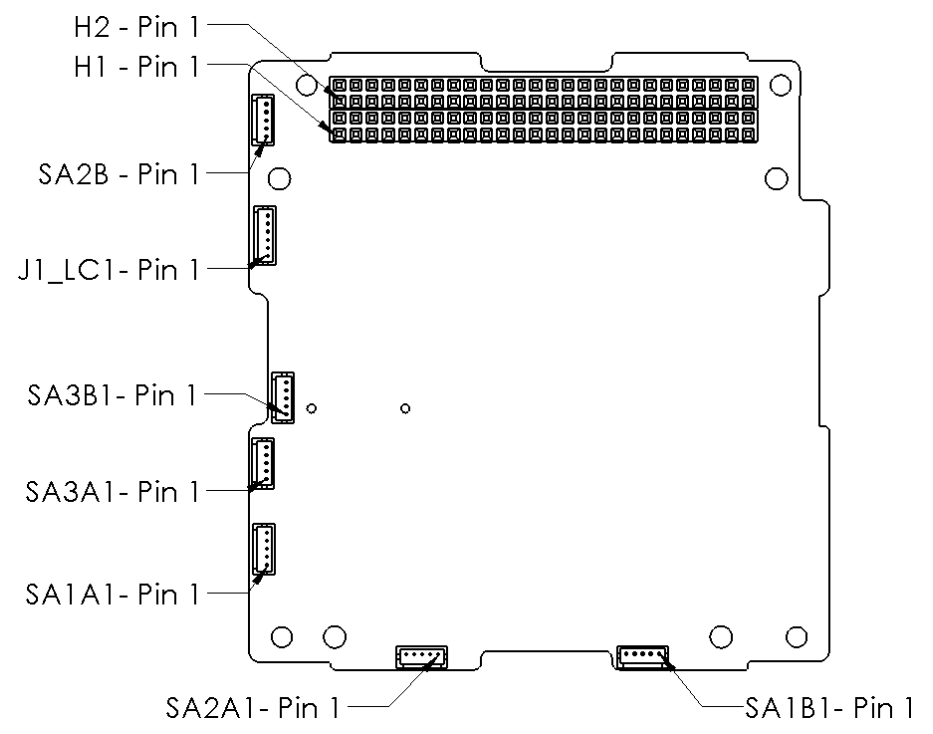 H2 - Pin 1
H1 - Pin 1
SA2B - Pin 1
J1_LC1- Pin 1
SA3B1- Pin 1
SA3A1- Pin 1
SA1A1- Pin 1
SA2A1- Pin 1
SA1B1- Pin 1